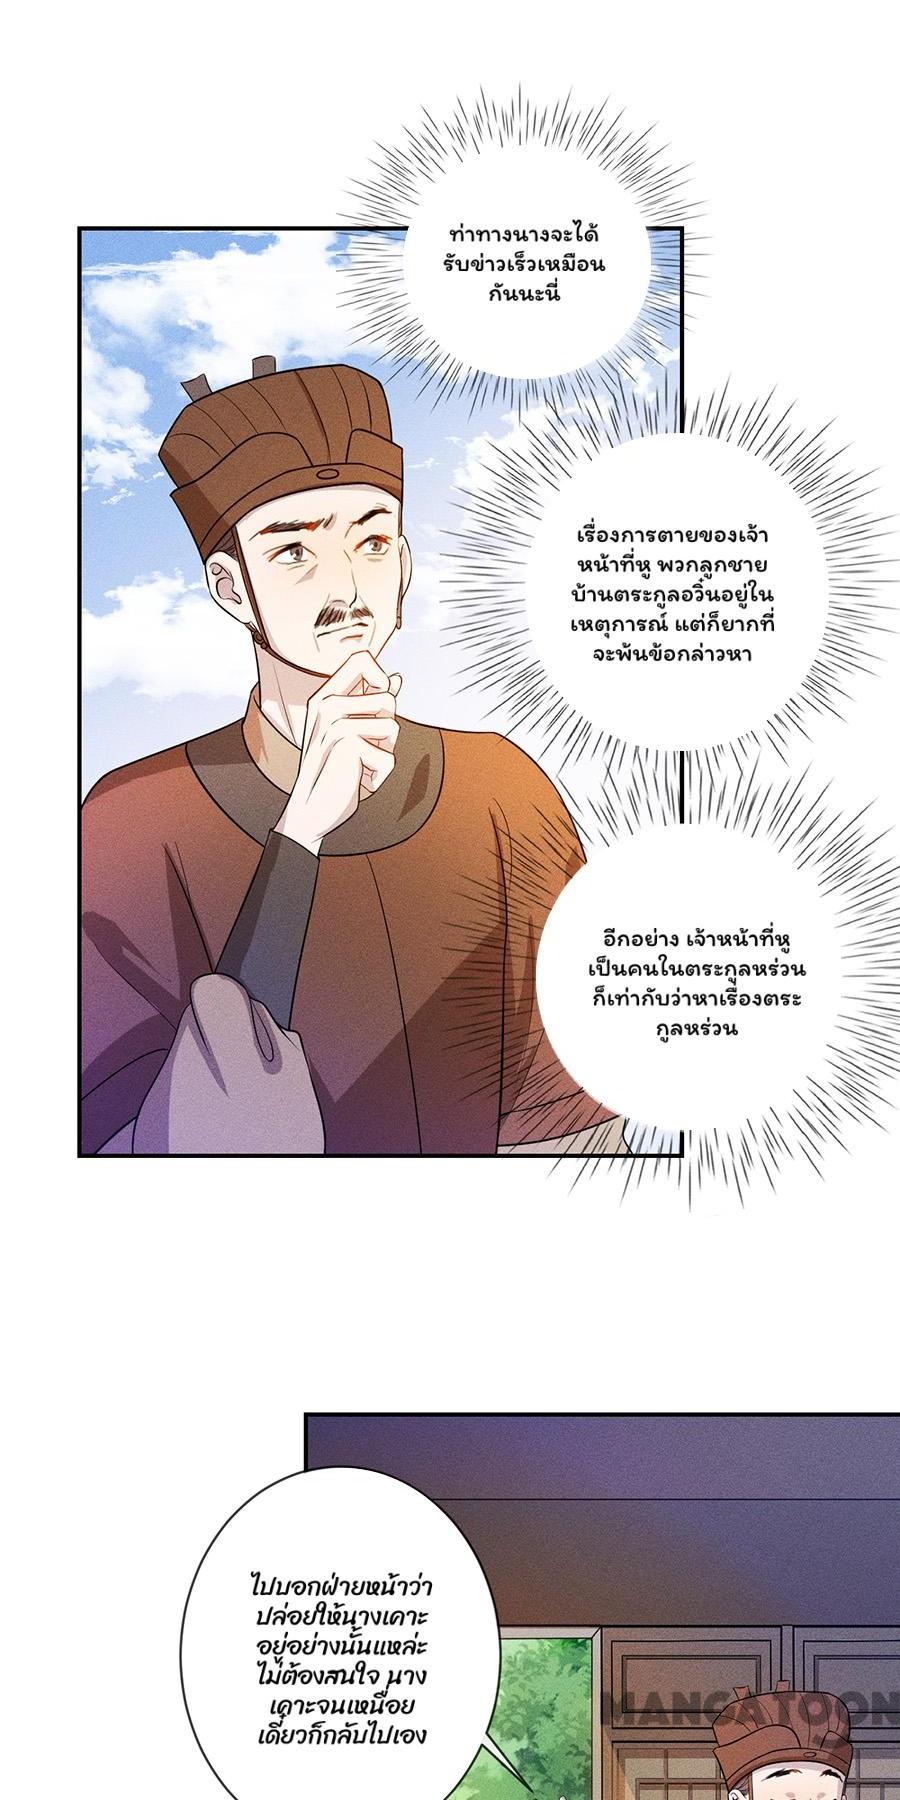 ท่าทางนางจะได้
รับข่าวเร็วเหมือน
กันนะนี่
เรื่องการตายของเจ้า
หน้าที่หู พวกลูกชาย
บ้านตระกูลอวิ๋นอยู่ใน
เหตุการณ์ แต่ก็ยากที่
จะพ้นข้อกล่าวหา
อีกอย่าง เจ้าหน้าที่หู
เป็นคนในตระกูลหร่วน
ก็เท่ากับว่าหาเรื่องตระ
กูลหร่วน
ไปบอกฝ่ายหน้าว่า
ปล่อยให้นางเคาะ
อยู่อย่างนั้นแหล่ะ
ไม่ต้องสนใจ นาง
เคาะจนเหนื่อย
เดี๋ยวก็กลับไปเอง
MANGATOON